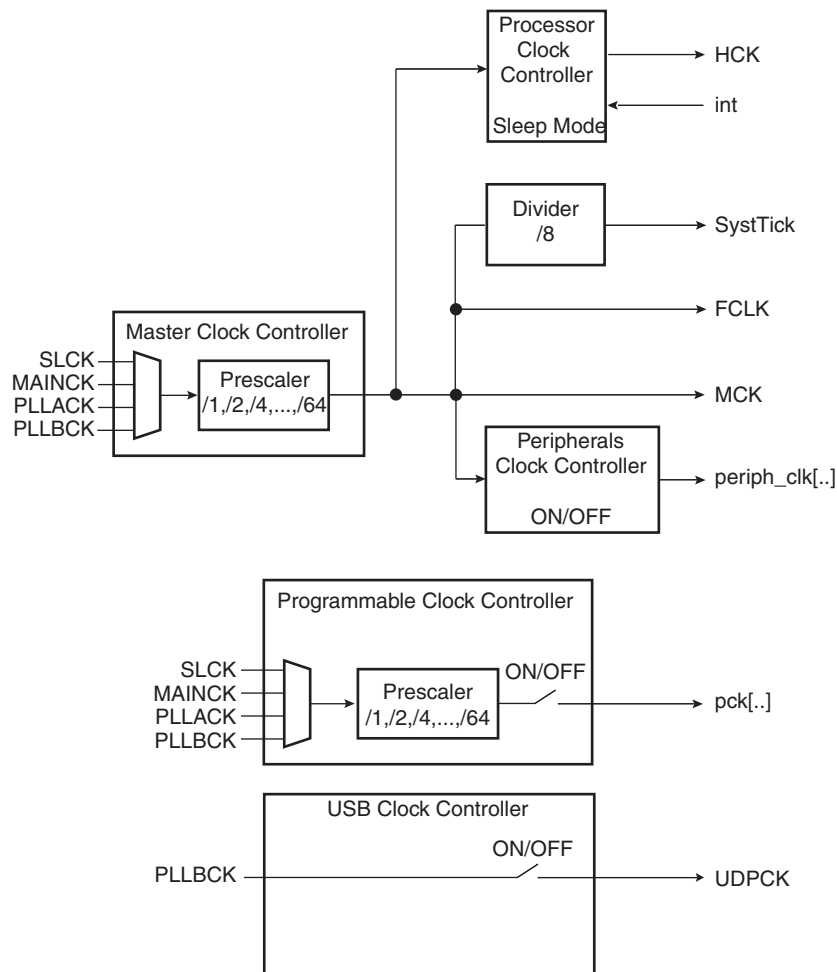 Processor
Clock
Controller
Sleep Mode
HCK
int
Divider
/8
SystTick
FCLK
Master Clock Controller
SLCK
MAINCK
PLLACK
PLLBCK
Prescaler
/1,/2,/4,...,/64
MCK
Peripherals
Clock Controller
ON/OFF
periph_clk[..]
Programmable Clock Controller
SLCK
MAINCK
PLLACK
PLLBCK
Prescaler
/1,/2,/4,...,/64
ON/OFF
pck[..]
USB Clock Controller
ON/OFF
PLLBCK
UDPCK